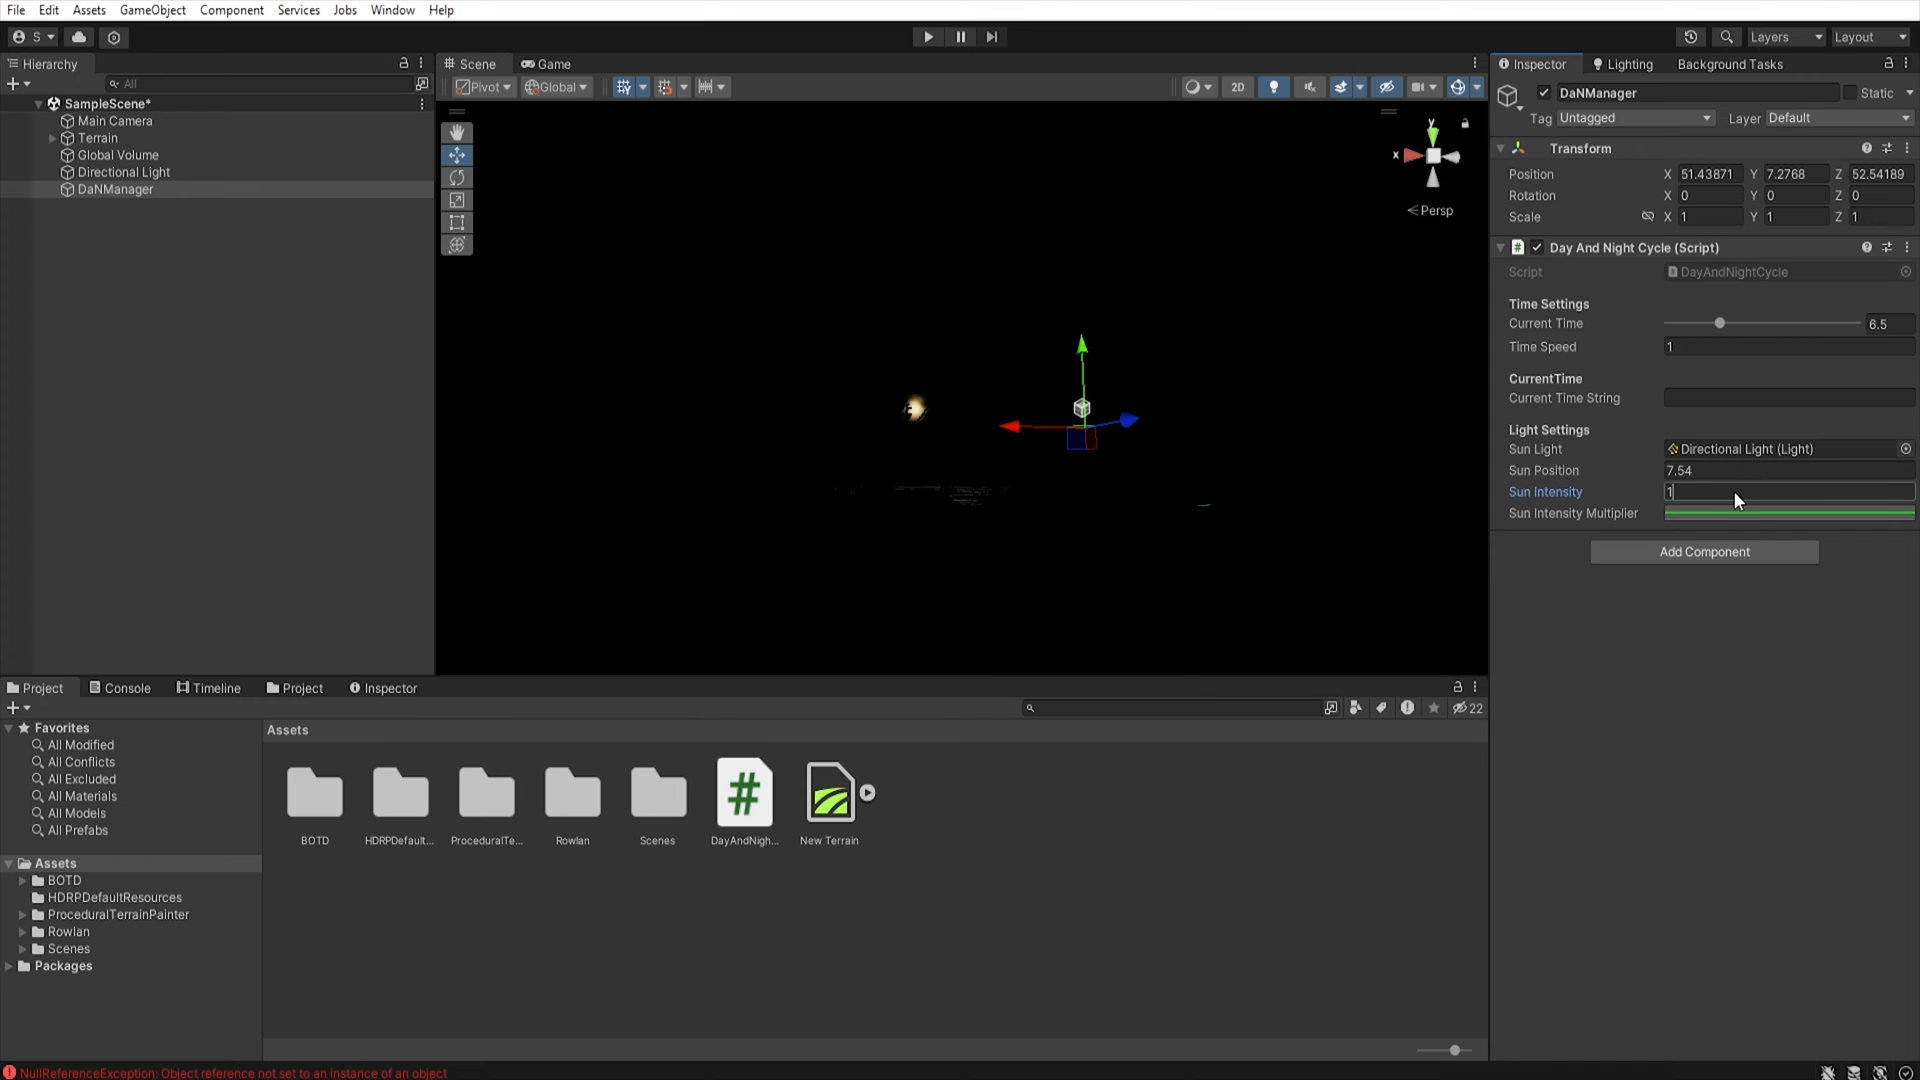 File Edit Assets GameObject Component Services Jobs Window Help
S
Layers Layout
Hierarchy
All
SampleScene*
Main Camera
Terrain
Global Volume
Directional Light
DaNManager
Scene Game
Pivot Global 2D
y
x
Persp
Inspector Lighting Background Tasks
DaNManager Static
Tag Untagged Layer Default
Transform
Position X 51.43871 Y 7.2768 Z 52.54189
Rotation X 0 Y 0 Z 0
Scale X 1 Y 1 Z 1
# Day And Night Cycle (Script)
Script DayAndNightCycle
Time Settings
Current Time 6.5
Time Speed 1
CurrentTime
Current Time String
Light Settings
Sun Light Directional Light (Light)
Sun Position 7.54
Sun Intensity 1
Sun Intensity Multiplier
Add Component
Project Console Timeline Project Inspector
22
Favorites
All Modified
All Conflicts
All Excluded
All Materials
All Models
All Prefabs
Assets
BOTD
HDRPDefaultResources
ProceduralTerrainPainter
Rowlan
Scenes
Packages
Assets
#
BOTD HDRPDefault... ProceduralTe... Rowlan Scenes DayAndNigh... New Terrain
NullReferenceException: Object reference not set to an instance of an object